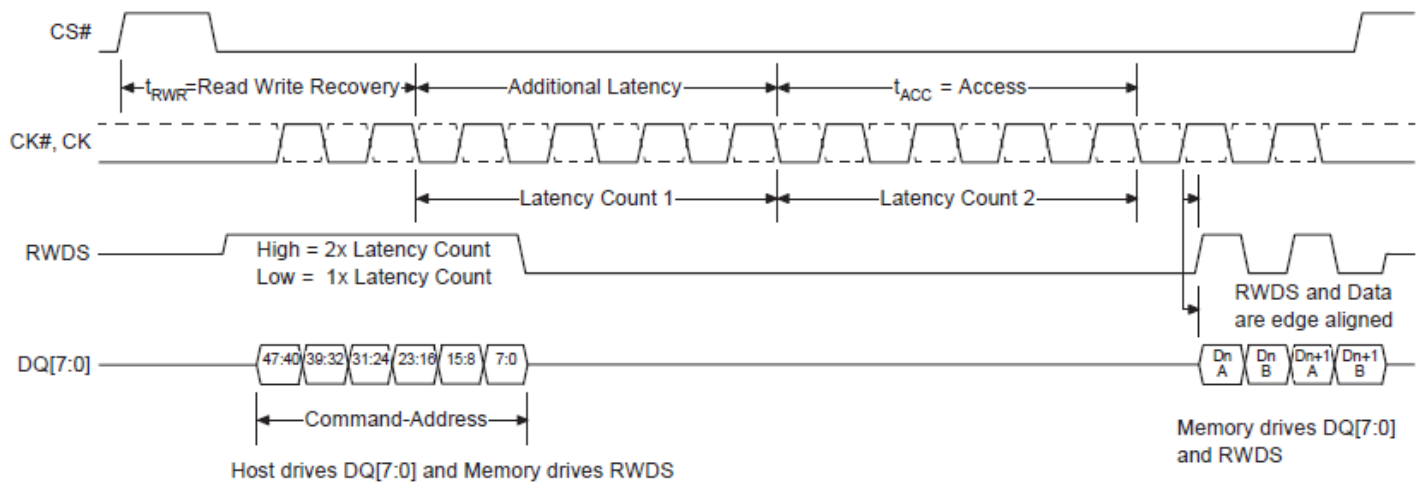 CS#
tRWR=Read Write Recovery
Additional Latency
tACC = Access
CK#, CK
Latency Count 1
Latency Count 2
RWDS
High = 2x Latency Count
Low = 1x Latency Count
RWDS and Data
are edge aligned
DQ[7:0]
47:40
39:32
31:24
23:16
15:8
7:0
Dn
A
Dn
B
Dn+1
A
Dn+1
B
Command-Address
Memory drives DQ[7:0]
and RWDS
Host drives DQ[7:0] and Memory drives RWDS